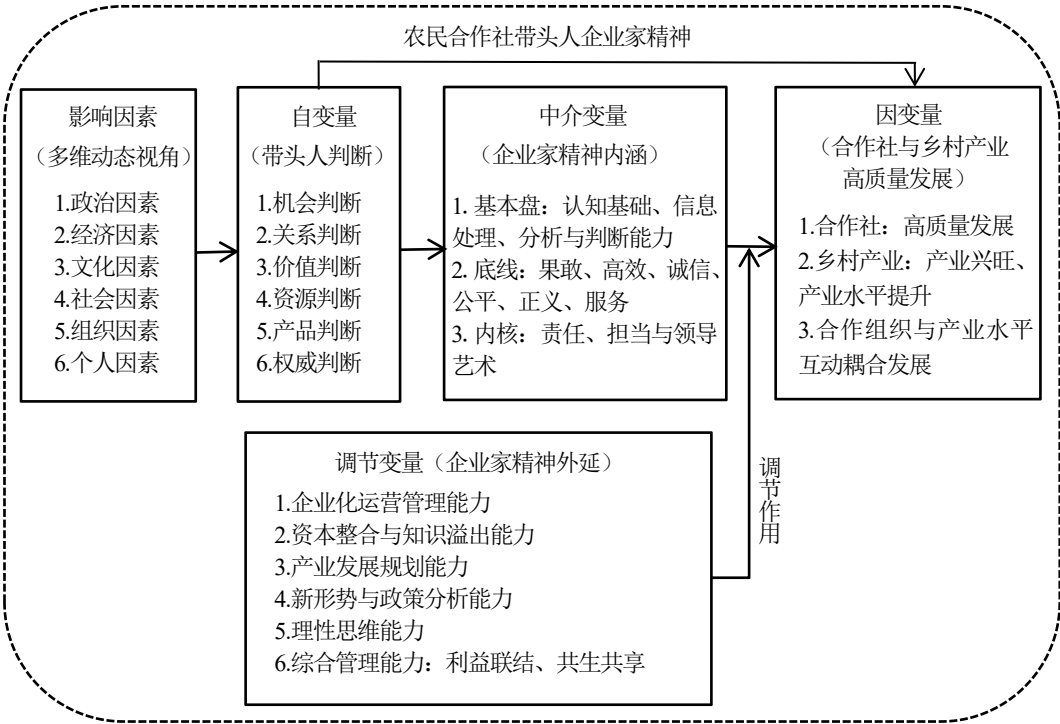 农民合作社带头人企业家精神
影响因素
（多维动态视角）
1.政治因素
2.经济因素
3.文化因素
4.社会因素
5.组织因素
6.个人因素
自变量
（带头人判断）
1.机会判断
2.关系判断
3.价值判断
4.资源判断
5.产品判断
6.权威判断
中介变量
（企业家精神内涵）
1. 基本盘：认知基础、信息
处理、分析与判断能力
2. 底线：果敢、高效、诚信、
公平、正义、服务
3. 内核：责任、担当与领导
艺术
因变量
（合作社与乡村产业
高质量发展）
1.合作社：高质量发展
2.乡村产业：产业兴旺、
产业水平提升
3.合作组织与产业水平
互动耦合发展
调节变量（企业家精神外延）
1.企业化运营管理能力
2.资本整合与知识溢出能力
3.产业发展规划能力
4.新形势与政策分析能力
5.理性思维能力
6.综合管理能力：利益联结、共生共享
调节作用